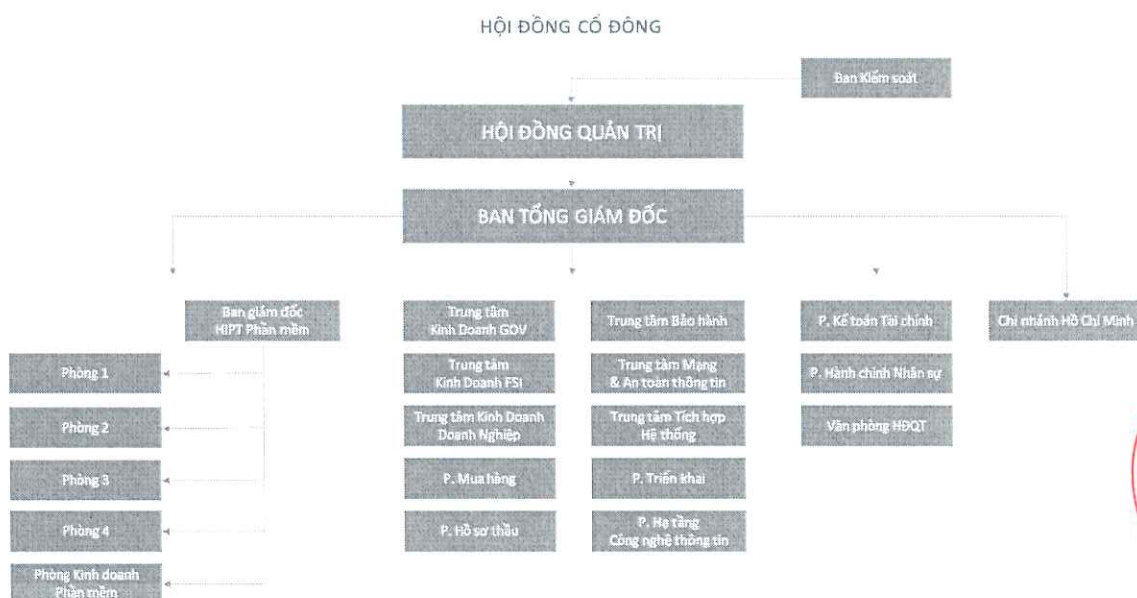 HỘI ĐỒNG CỔ ĐÔNG
Ban Kiểm soát
HỘI ĐỒNG QUẢN TRỊ
BAN TỔNG GIÁM ĐỐC
Ban giám đốc
HIPT Phần mềm
Phòng 1
Phòng 2
Phòng 3
Phòng 4
Phòng Kinh doanh
Phần mềm
Trung tâm
Kinh Doanh GOV
Trung tâm
Kinh Doanh FSI
Trung tâm Kinh Doanh
Doanh Nghiệp
P. Mua hàng
P. Hồ sơ thầu
Trung tâm Bảo hành
Trung tâm Mạng
& An toàn thông tin
Trung tâm Tích hợp
Hệ thống
P. Triển khai
P. Hạ tầng
Công nghệ thông tin
P. Kế toán Tài chính
P. Hành chính Nhân sự
Văn phòng HĐQT
Chi nhánh Hồ Chí Minh